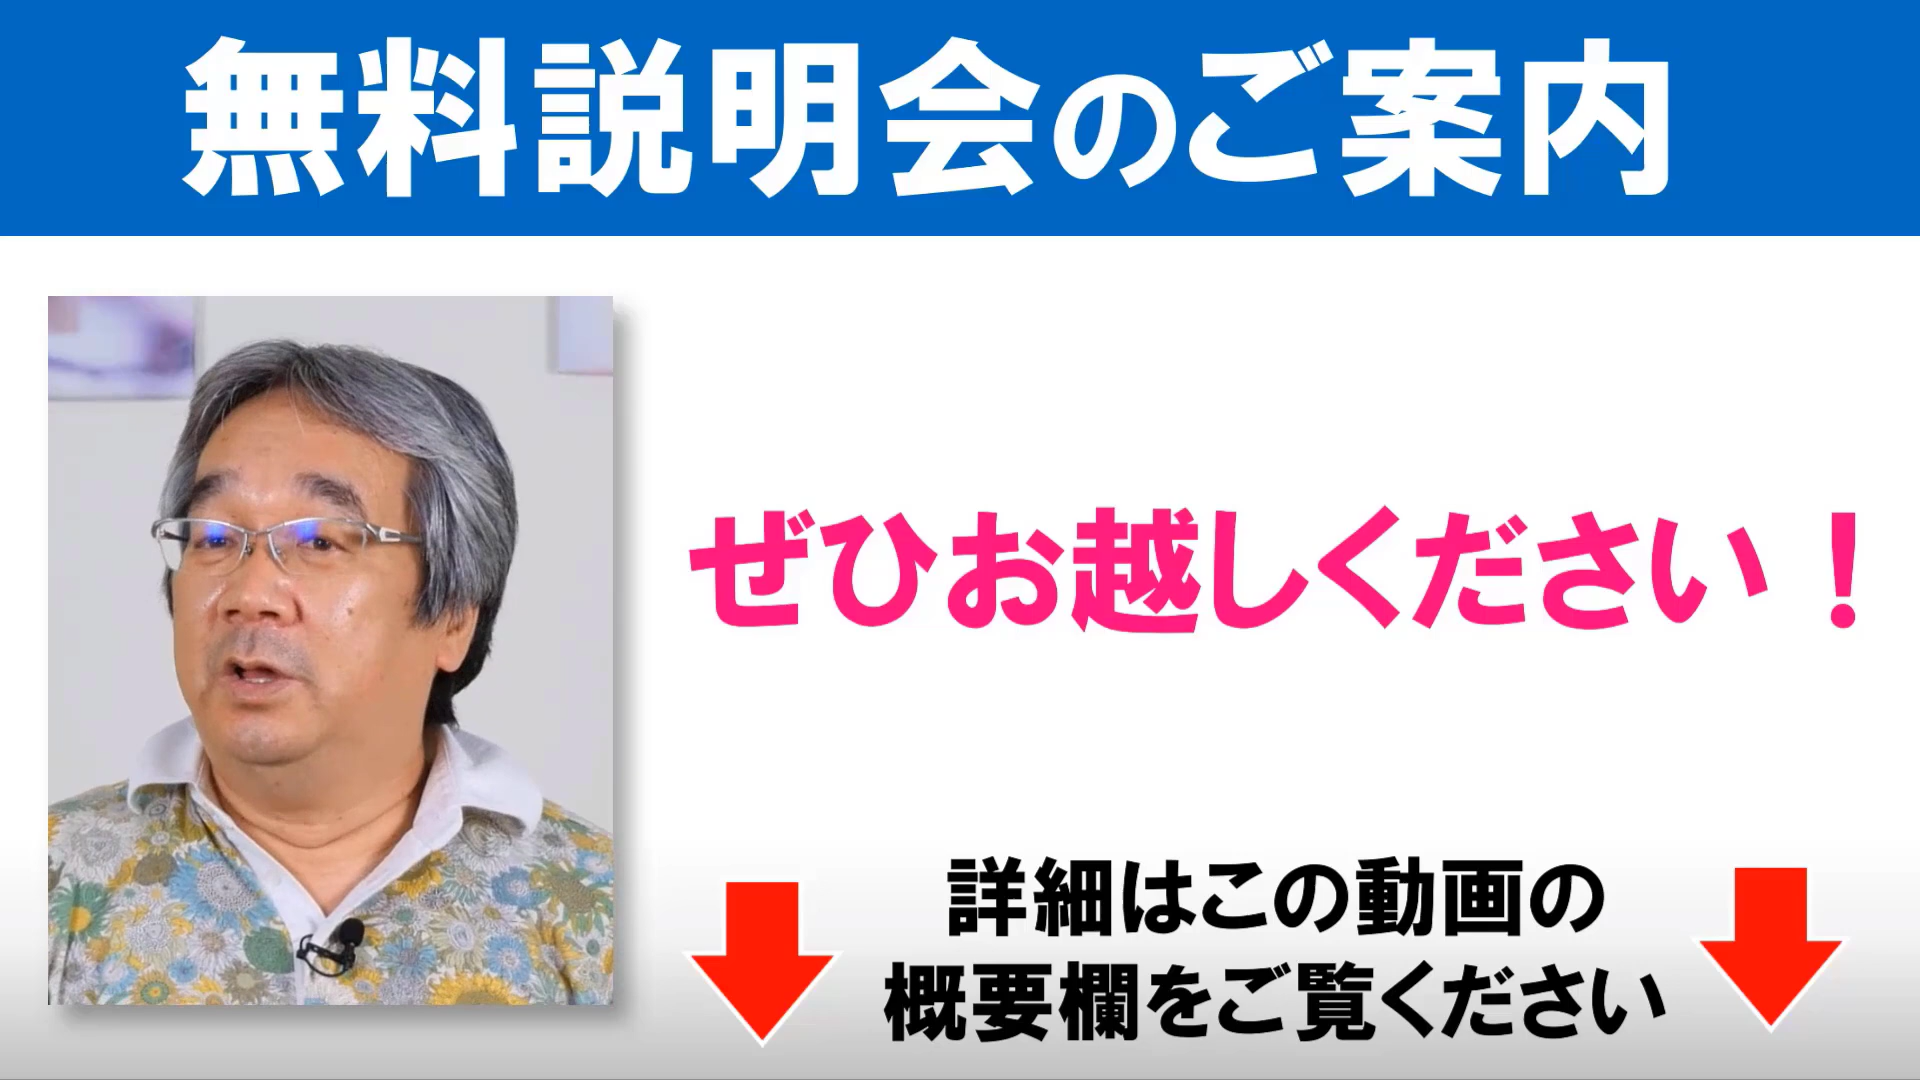 無料説明会のご案内
ぜひお越しください！
詳細はこの動画の
概要欄をご覧ください